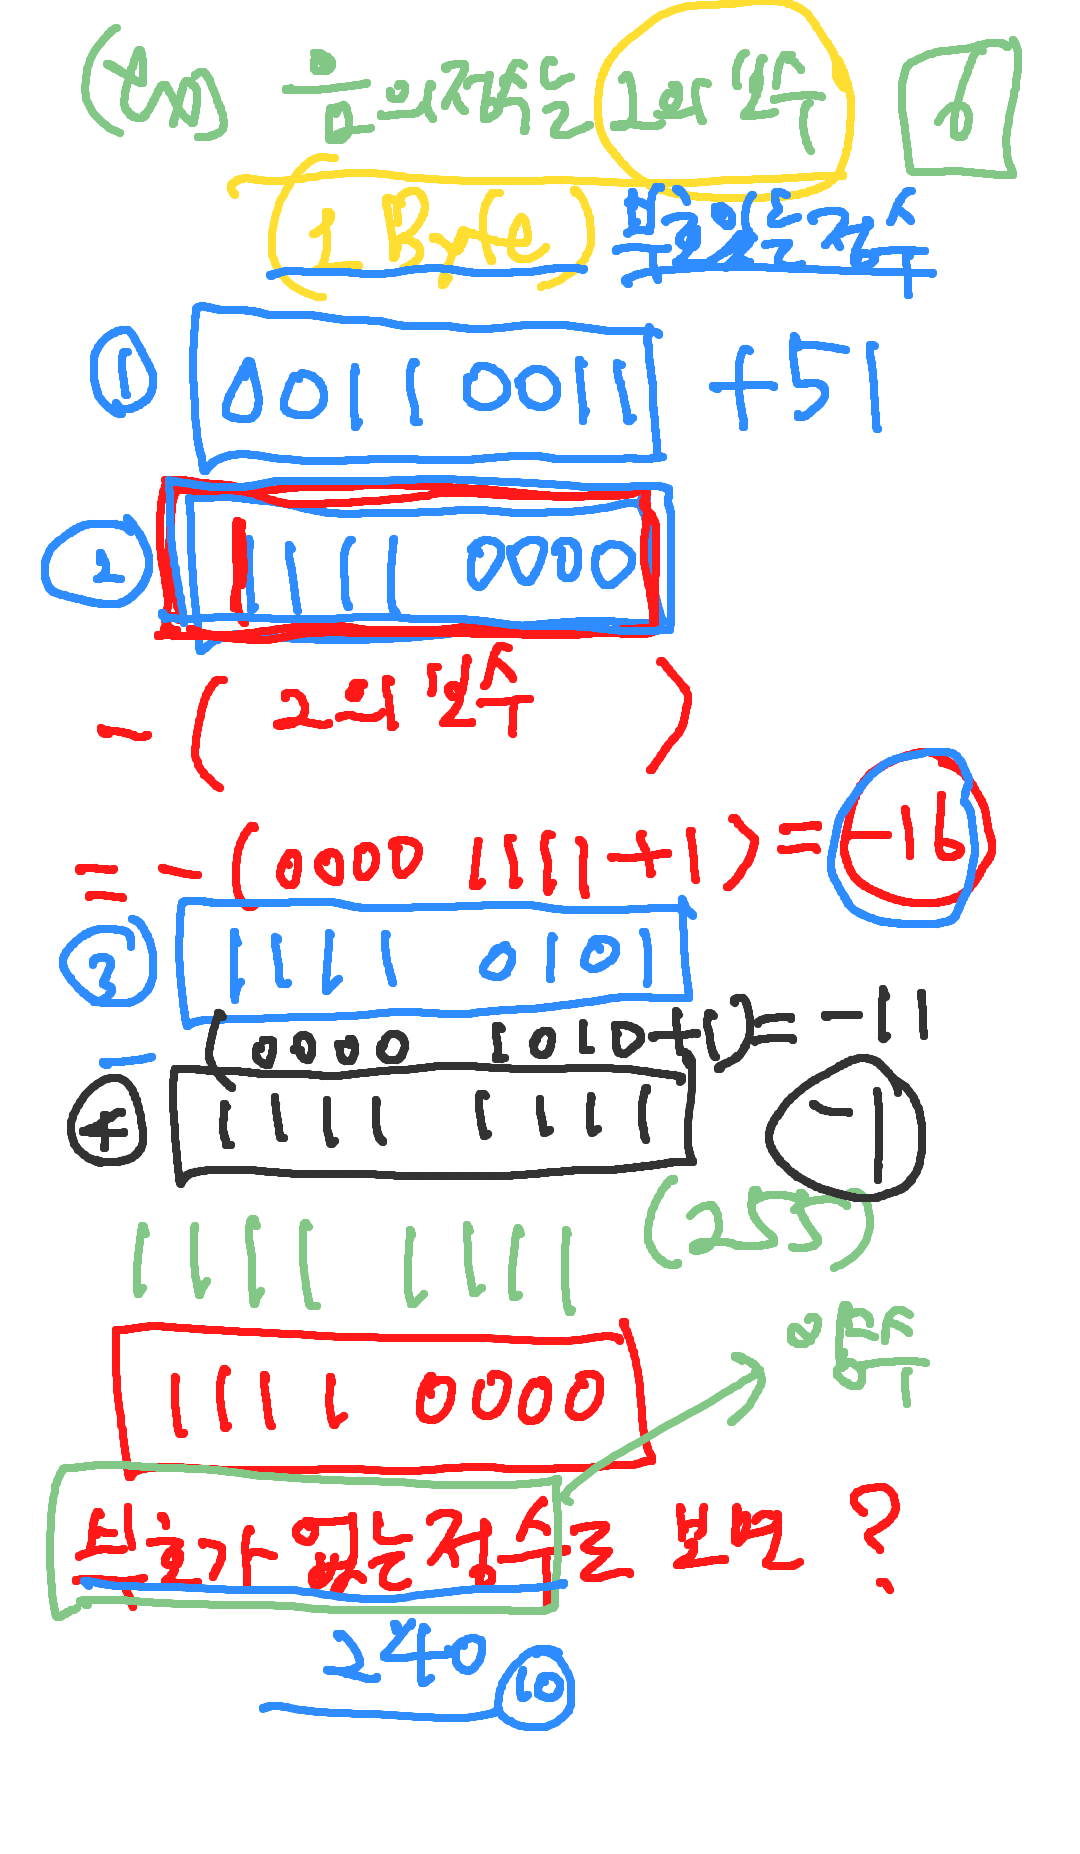 (ex) 음의정수는 2의 보수 6
(1 Byte) 부호있는 정수
① 0011 0011 +51
② 1111 0000
- ( 2의 보수 )
= - (0000 1111+1) = -16
③ 1111 0101
- (0000 1010+1) = -11
④ 1111 1111 -1
1111 1111 (255)
1111 0000 양수
부호가 없는 정수로 보면 ?
240 ⑩